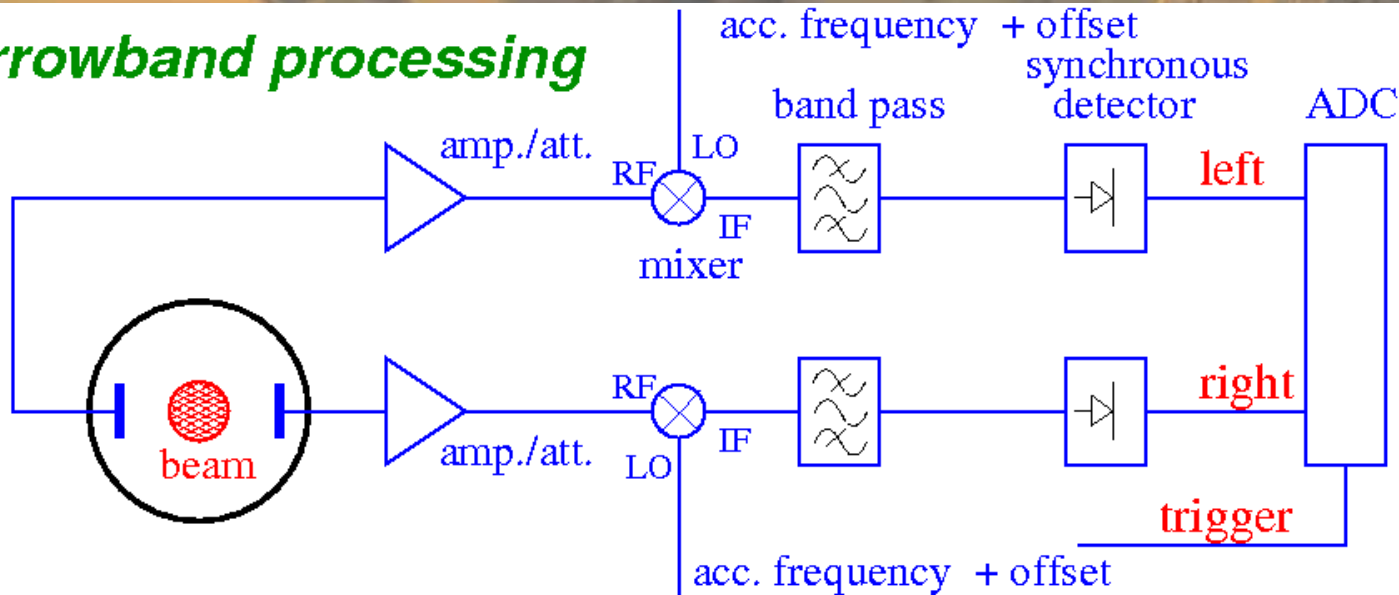 rrowband processing
acc. frequency + offset
synchronous
detector
band pass
ADC
amp./att.
LO
RF
IF
mixer
left
RF
IF
LO
amp./att.
right
beam
trigger
acc. frequency + offset